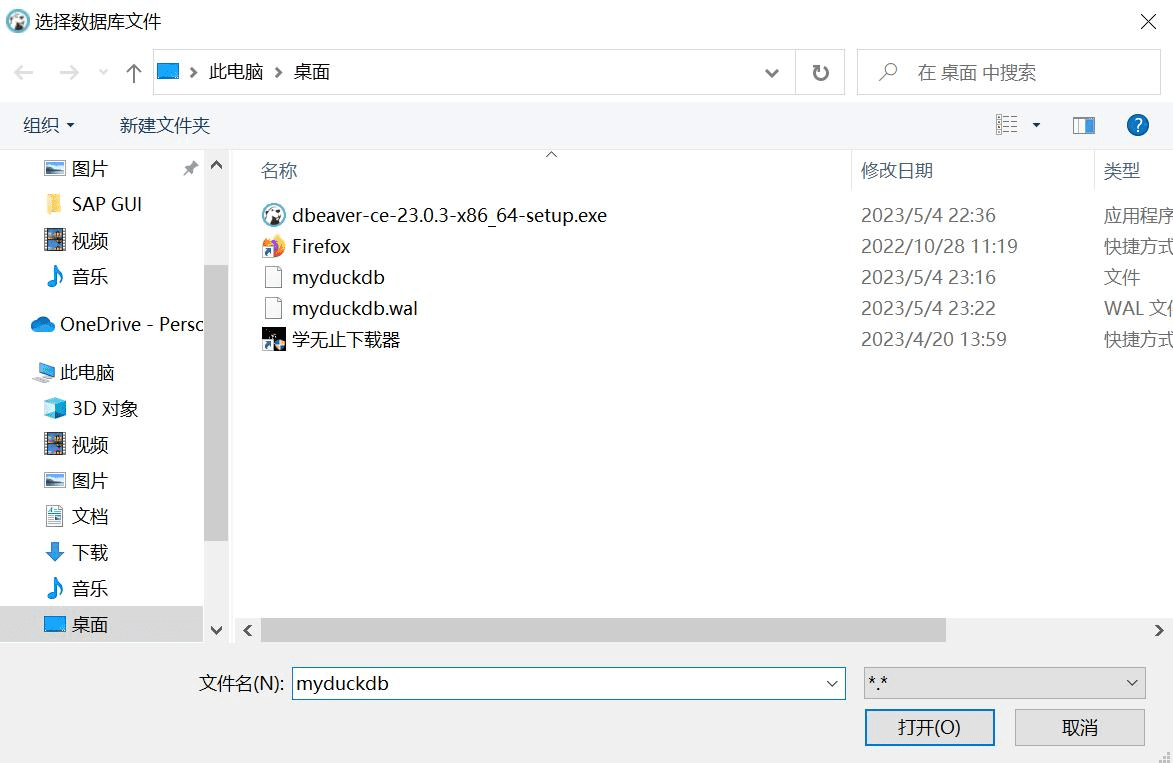 选择数据库文件
此电脑 桌面
在 桌面 中搜索
组织 新建文件夹
图片
SAP GUI
视频
音乐
OneDrive - Perso
此电脑
3D 对象
视频
图片
文档
下载
音乐
桌面
名称 修改日期 类型
dbeaver-ce-23.0.3-x86_64-setup.exe 2023/5/4 22:36 应用程序
Firefox 2022/10/28 11:19 快捷方式
myduckdb 2023/5/4 23:16 文件
myduckdb.wal 2023/5/4 23:22 WAL 文件
学无止下载器 2023/4/20 13:59 快捷方式
文件名(N): myduckdb *.*
打开(O) 取消